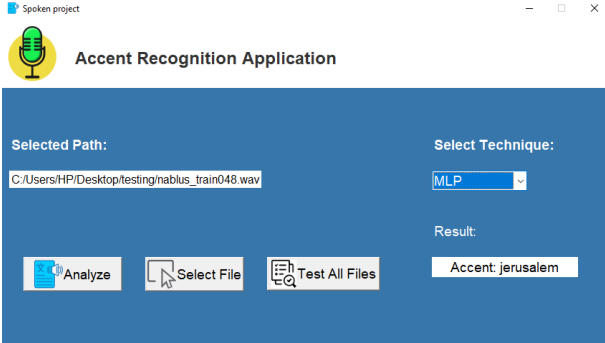 Spoken project
Accent Recognition Application
Selected Path:
C:/Users/HP/Desktop/testing/nablus_train048.wav
Select Technique:
MLP
Result:
Accent: jerusalem
Analyze
Select File
Test All Files